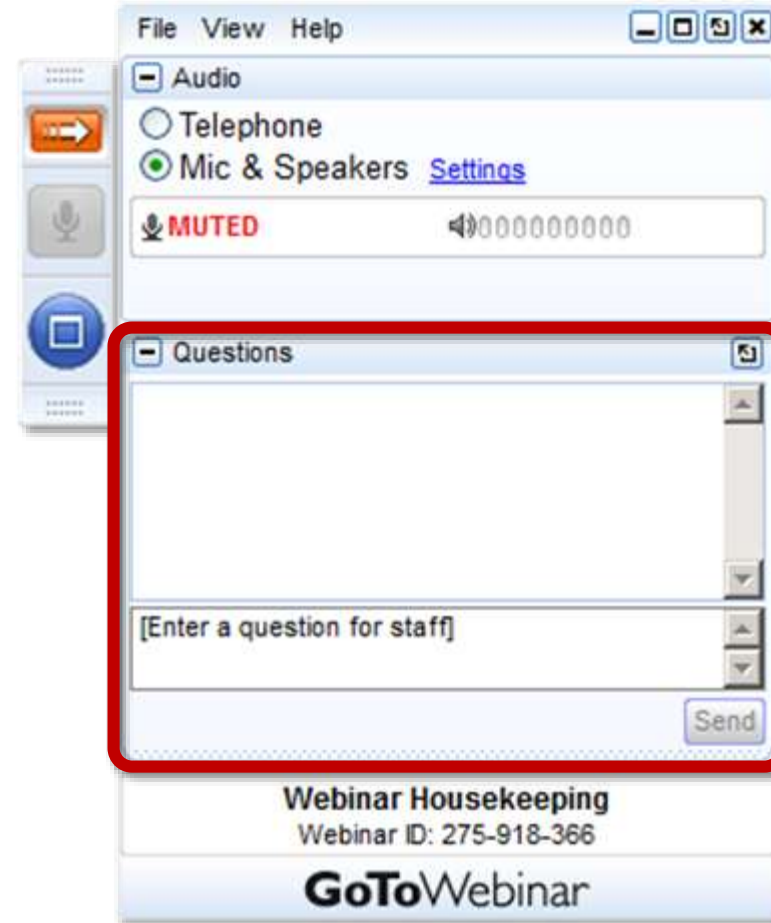 File View Help
Audio
Telephone
Mic & Speakers Settings
MUTED
Questions
[Enter a question for staff]
Send
Webinar Housekeeping
Webinar ID: 275-918-366
GoToWebinar